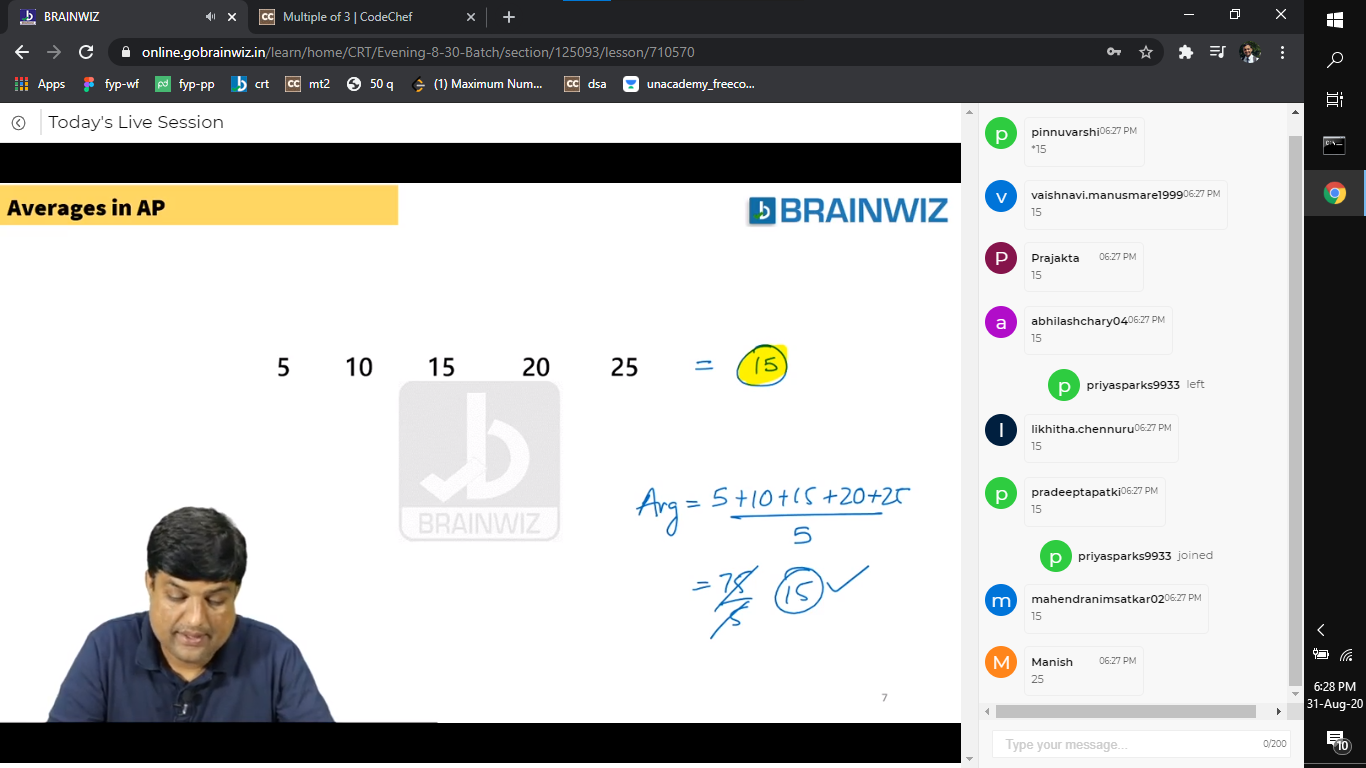 BRAINWIZ
Multiple of 3 | CodeChef
online.gobrainwiz.in/learn/home/CRT/Evening-8-30-Batch/section/125093/lesson/710570
Apps
fyp-wf
fyp-pp
crt
mt2
50 q
(1) Maximum Num...
dsa
unacademy_freeco...
Today's Live Session
Averages in AP
BRAINWIZ
5 10 15 20 25 = 15
BRAINWIZ
Avg = 5+10+15+20+25
5
= 75 15
5
7
pinnuvarshi 06:27 PM
*15
vaishnavi.manusmare1999 06:27 PM
15
Prajakta 06:27 PM
15
abhilashchary04 06:27 PM
15
priyasparks9933 left
likhitha.chennuru 06:27 PM
15
pradeeptapatki 06:27 PM
15
priyasparks9933 joined
mahendranimsatkar02 06:27 PM
15
Manish 06:27 PM
25
Type your message... 0/200
6:28 PM
31-Aug-20
10